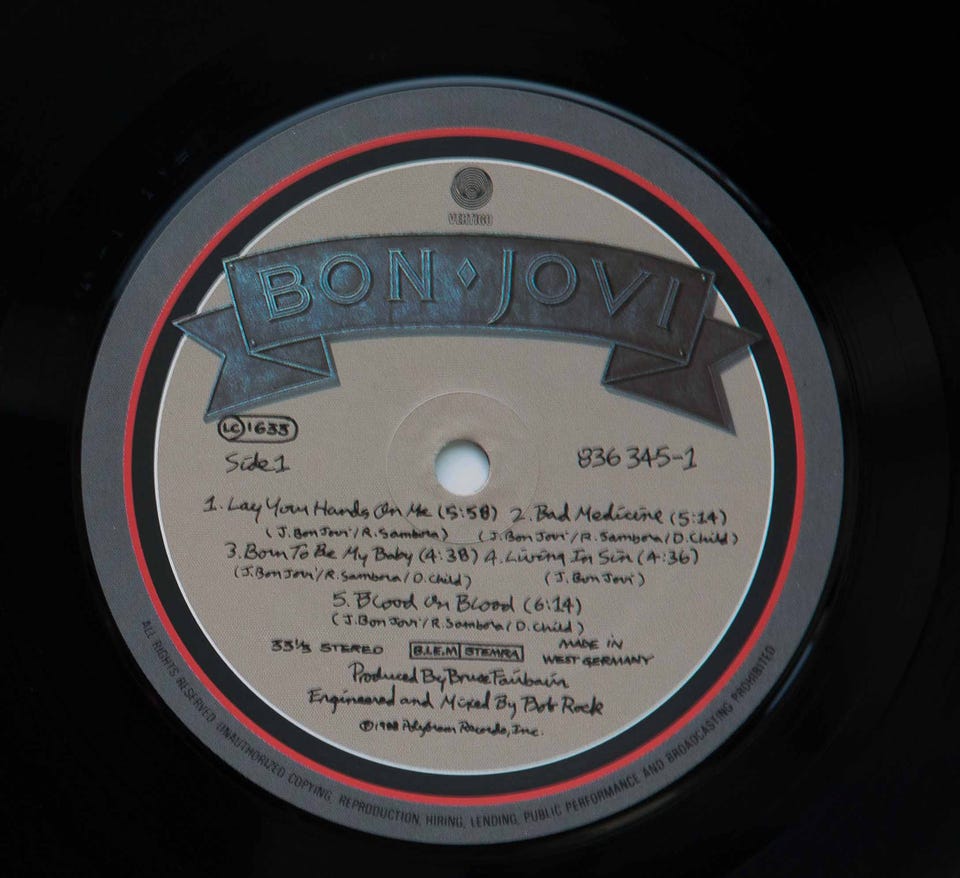 VERTIGO
BON JOVI
LC 1633
Side 1
836 345-1
1. Lay Your Hands On Me (5:58) 2. Bad Medicine (5:14)
(J. Bon Jovi/R. Sambora) (J. Bon Jovi/R. Sambora/D. Child)
3. Born To Be My Baby (4:38) 4. Living In Sin (4:36)
(J. Bon Jovi/R. Sambora/D. Child) (J. Bon Jovi)
5. Blood On Blood (6:14)
(J. Bon Jovi/R. Sambora/D. Child)
33 1/3 STEREO B.I.E.M STEMRA MADE IN
WEST GERMANY
Produced By Bruce Fairbairn
Engineered and Mixed By Bob Rock
Ⓟ1988 PolyGram Records, Inc.
ALL RIGHTS RESERVED UNAUTHORIZED COPYING, REPRODUCTION, HIRING, LENDING, PUBLIC PERFORMANCE AND BROADCASTING PROHIBITED